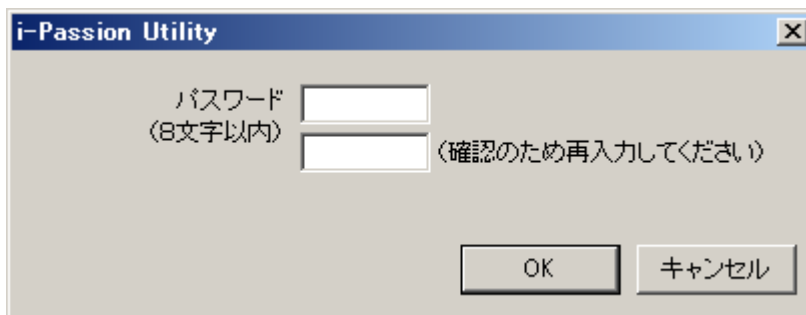 i-Passion Utility
パスワード
(8文字以内)
(確認のため再入力してください)
OK
キャンセル